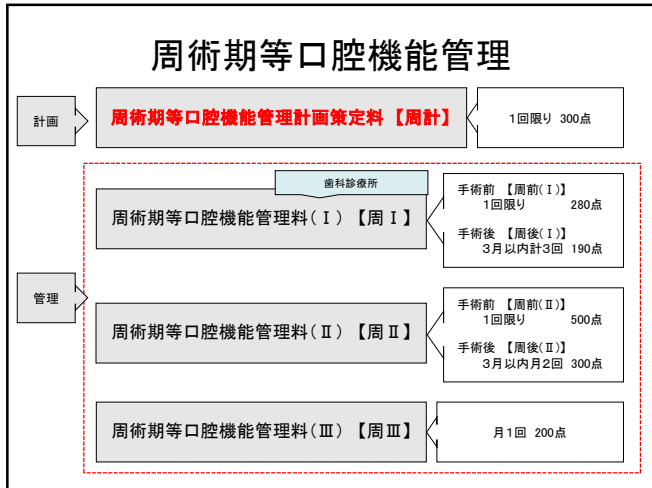 周術期等口腔機能管理
計画
周術期等口腔機能管理計画策定料【周計】
1回限り 300点
歯科診療所
周術期等口腔機能管理料(Ⅰ)【周Ⅰ】
手術前 【周前(Ⅰ)】
1回限り 280点
手術後 【周後(Ⅰ)】
3月以内計3回 190点
管理
周術期等口腔機能管理料(Ⅱ)【周Ⅱ】
手術前 【周前(Ⅱ)】
1回限り 500点
手術後 【周後(Ⅱ)】
3月以内月2回 300点
周術期等口腔機能管理料(Ⅲ)【周Ⅲ】
月1回 200点